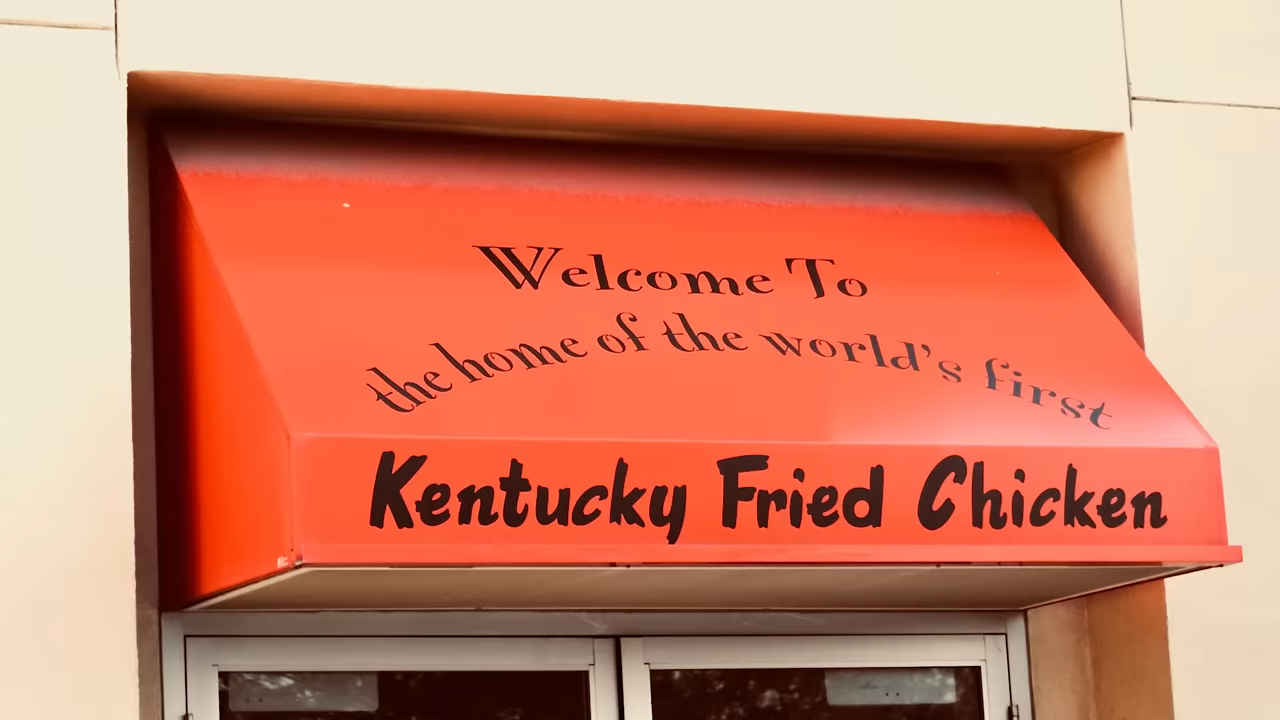 Welcome To
the home of the world's first
Kentucky Fried Chicken